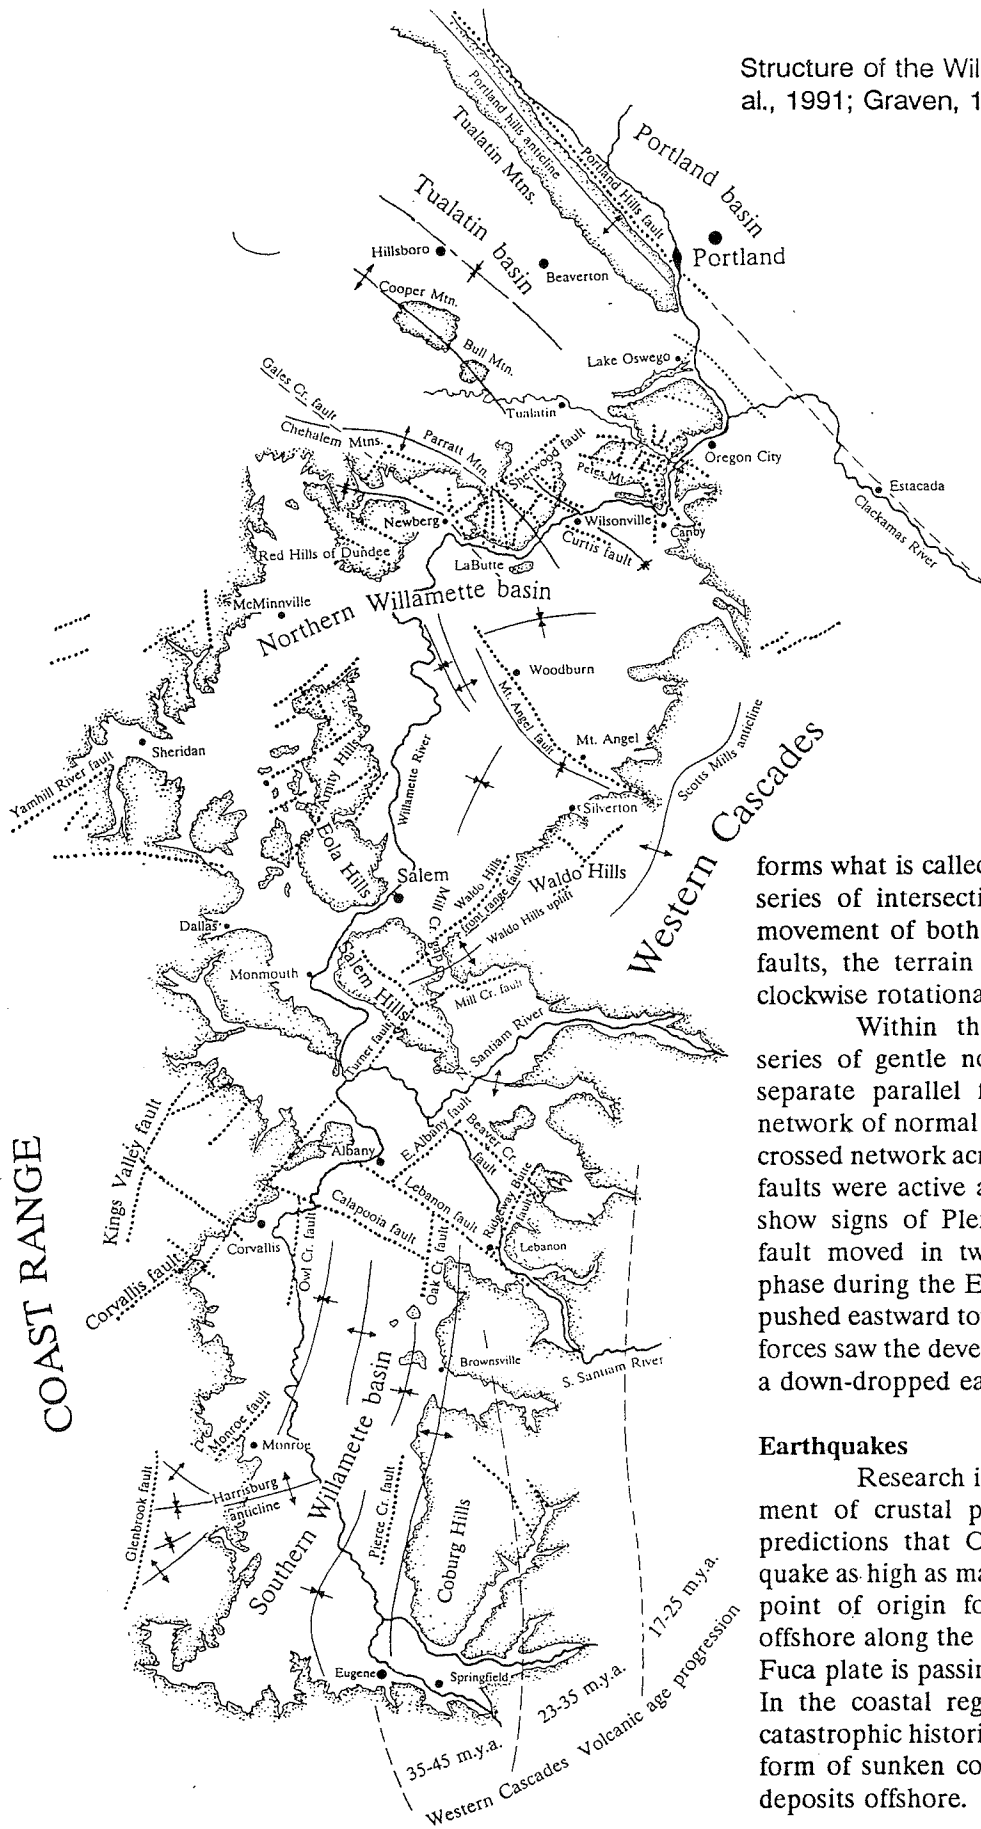 Structure of the Wil
al., 1991; Graven, 1
Portland hills anticline
Tualatin Mtns.
Portland Hills fault
Portland basin
Portland
Tualatin basin
Hillsboro
Beaverton
Cooper Mtn.
Bull Mtn.
Lake Oswego
Gales Cr. fault
Tualatin
Chehalem Mtns.
Parratt Mtn.
Sherwood fault
Petes Mt.
Oregon City
Estacada
Clackamas River
Newberg
Wilsonville
Canby
Curtis fault
Red Hills of Dundee
LaButte
McMinnville
Northern Willamette basin
Woodburn
Mt. Angel fault
Mt. Angel
Scotts Mills anticline
Sheridan
Yamhill River fault
Amity Hills
Willamette River
Silverton
Western Cascades
Eola Hills
Salem
Waldo Hills
Waldo Hills
front range fault
Mill Cr. gap
Waldo Hills uplift
Dallas
Monmouth
Salem Hills
Mill Cr. fault
Turner fault
Santiam River
COAST RANGE
Kings Valley fault
Albany
E. Albany fault
Beaver Cr.
fault
Lebanon fault
Calapooia fault
Ridgeway Butte
faults
Corvallis
Owl Cr. fault
Oak Cr. fault
Lebanon
Corvallis fault
Brownsville
S. Santiam River
Southern Willamette basin
Monroe fault
Monroe
Harrisburg
anticline
Glenbrook fault
Pierce Cr. fault
Coburg Hills
Eugene
Springfield
35-45 m.y.a.
23-35 m.y.a.
17-25 m.y.a.
Western Cascades Volcanic age progression
forms what is called
series of intersecti
movement of both
faults, the terrain
clockwise rotationa
Within th
series of gentle no
separate parallel f
network of normal
crossed network acr
faults were active a
show signs of Plei
fault moved in tw
phase during the E
pushed eastward to
forces saw the deve
a down-dropped ea
Earthquakes
Research i
ment of crustal p
predictions that C
quake as high as ma
point of origin fo
offshore along the
Fuca plate is passin
In the coastal reg
catastrophic histori
form of sunken co
deposits offshore.